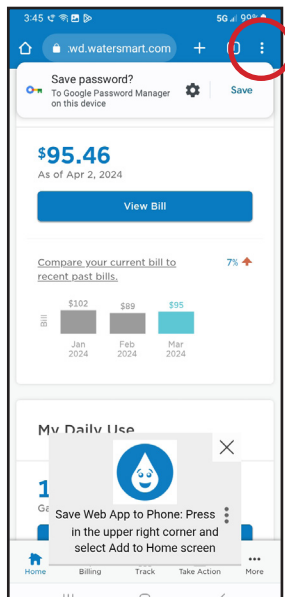 3:45
5G 99%
.wd.watersmart.com
Save password?
To Google Password Manager
on this device
Save
$95.46
As of Apr 2, 2024
View Bill
Compare your current bill to
recent past bills.
7%
Bill
$102 $89 $95
Jan Feb Mar
2024 2024 2024
My Daily Use
1
Ga
Save Web App to Phone: Press
in the upper right corner and
select Add to Home screen
Home Billing Track Take Action More